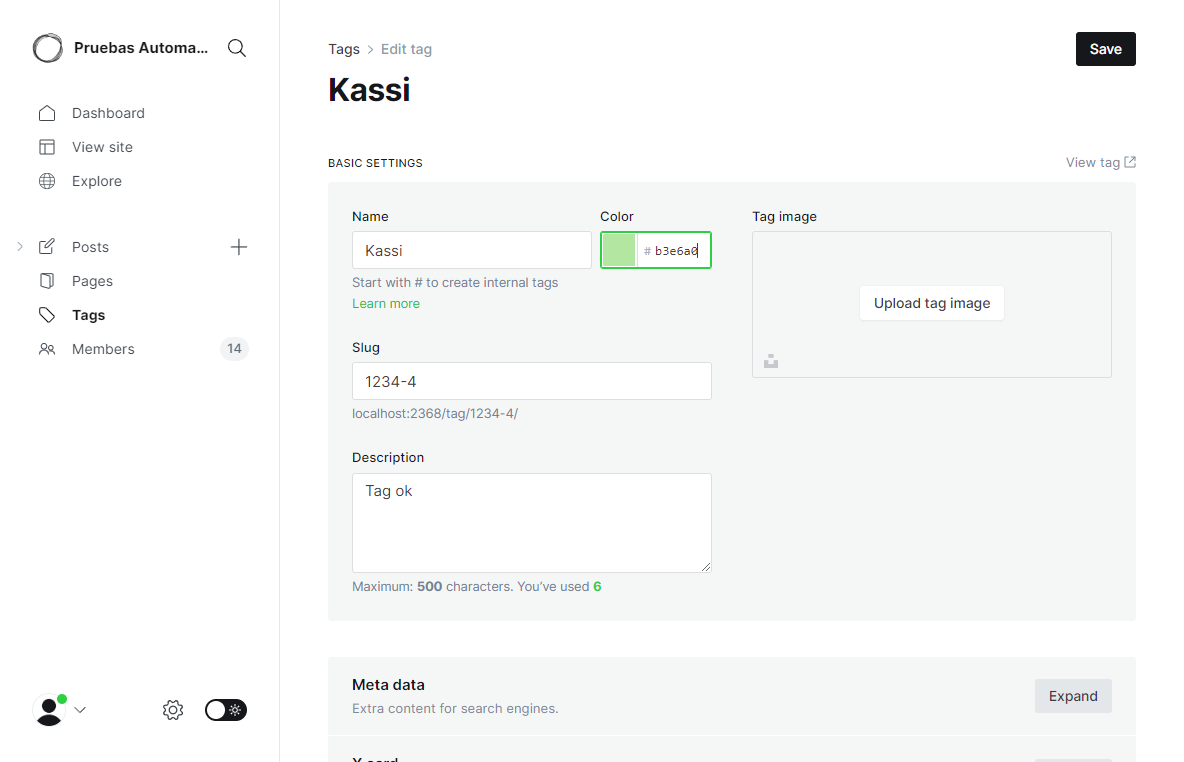 Pruebas Automa...
Dashboard
View site
Explore
Posts
Pages
Tags
Members 14
Tags > Edit tag
Save
Kassi
BASIC SETTINGS
View tag
Name
Kassi
Start with # to create internal tags
Learn more
Color
# b3e6a0
Tag image
Upload tag image
Slug
1234-4
localhost:2368/tag/1234-4/
Description
Tag ok
Maximum: 500 characters. You’ve used 6
Meta data
Extra content for search engines.
Expand
X card